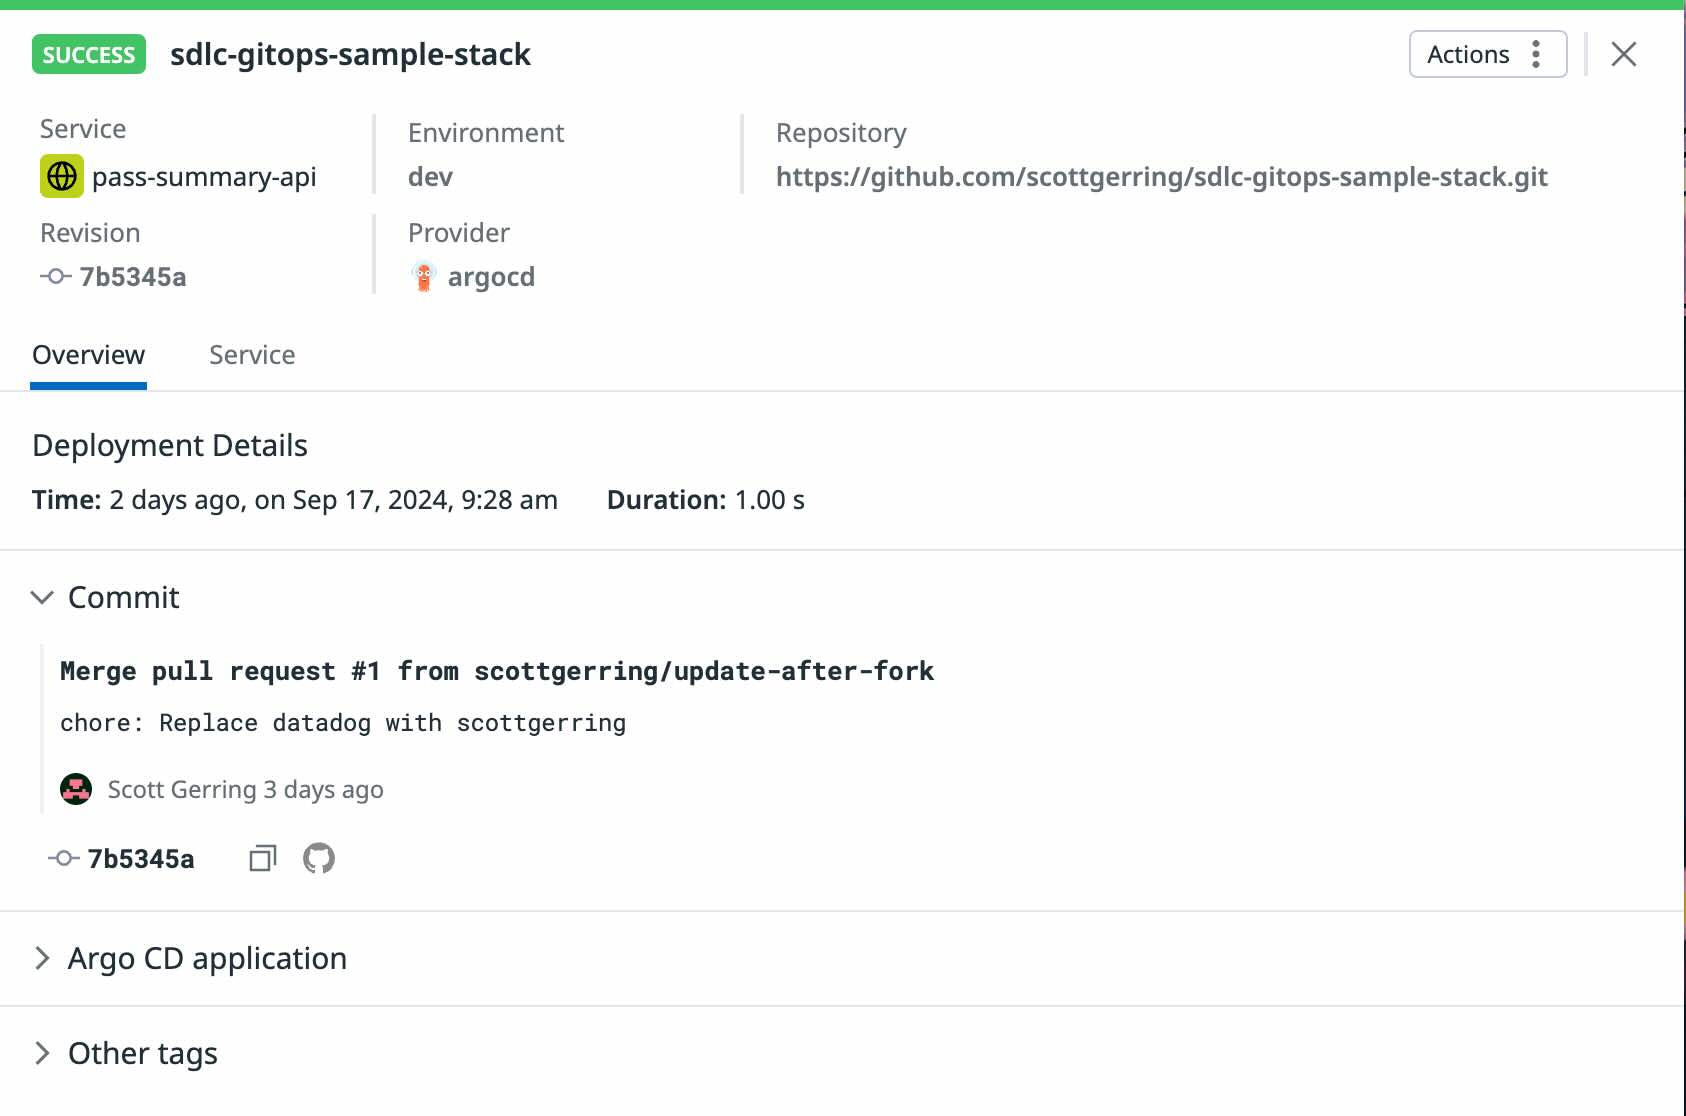 SUCCESS sdlc-gitops-sample-stack Actions
Service Environment Repository
pass-summary-api dev https://github.com/scottgerring/sdlc-gitops-sample-stack.git
Revision Provider
7b5345a argocd
Overview Service
Deployment Details
Time: 2 days ago, on Sep 17, 2024, 9:28 am Duration: 1.00 s
Commit
Merge pull request #1 from scottgerring/update-after-fork
chore: Replace datadog with scottgerring
Scott Gerring 3 days ago
7b5345a
Argo CD application
Other tags